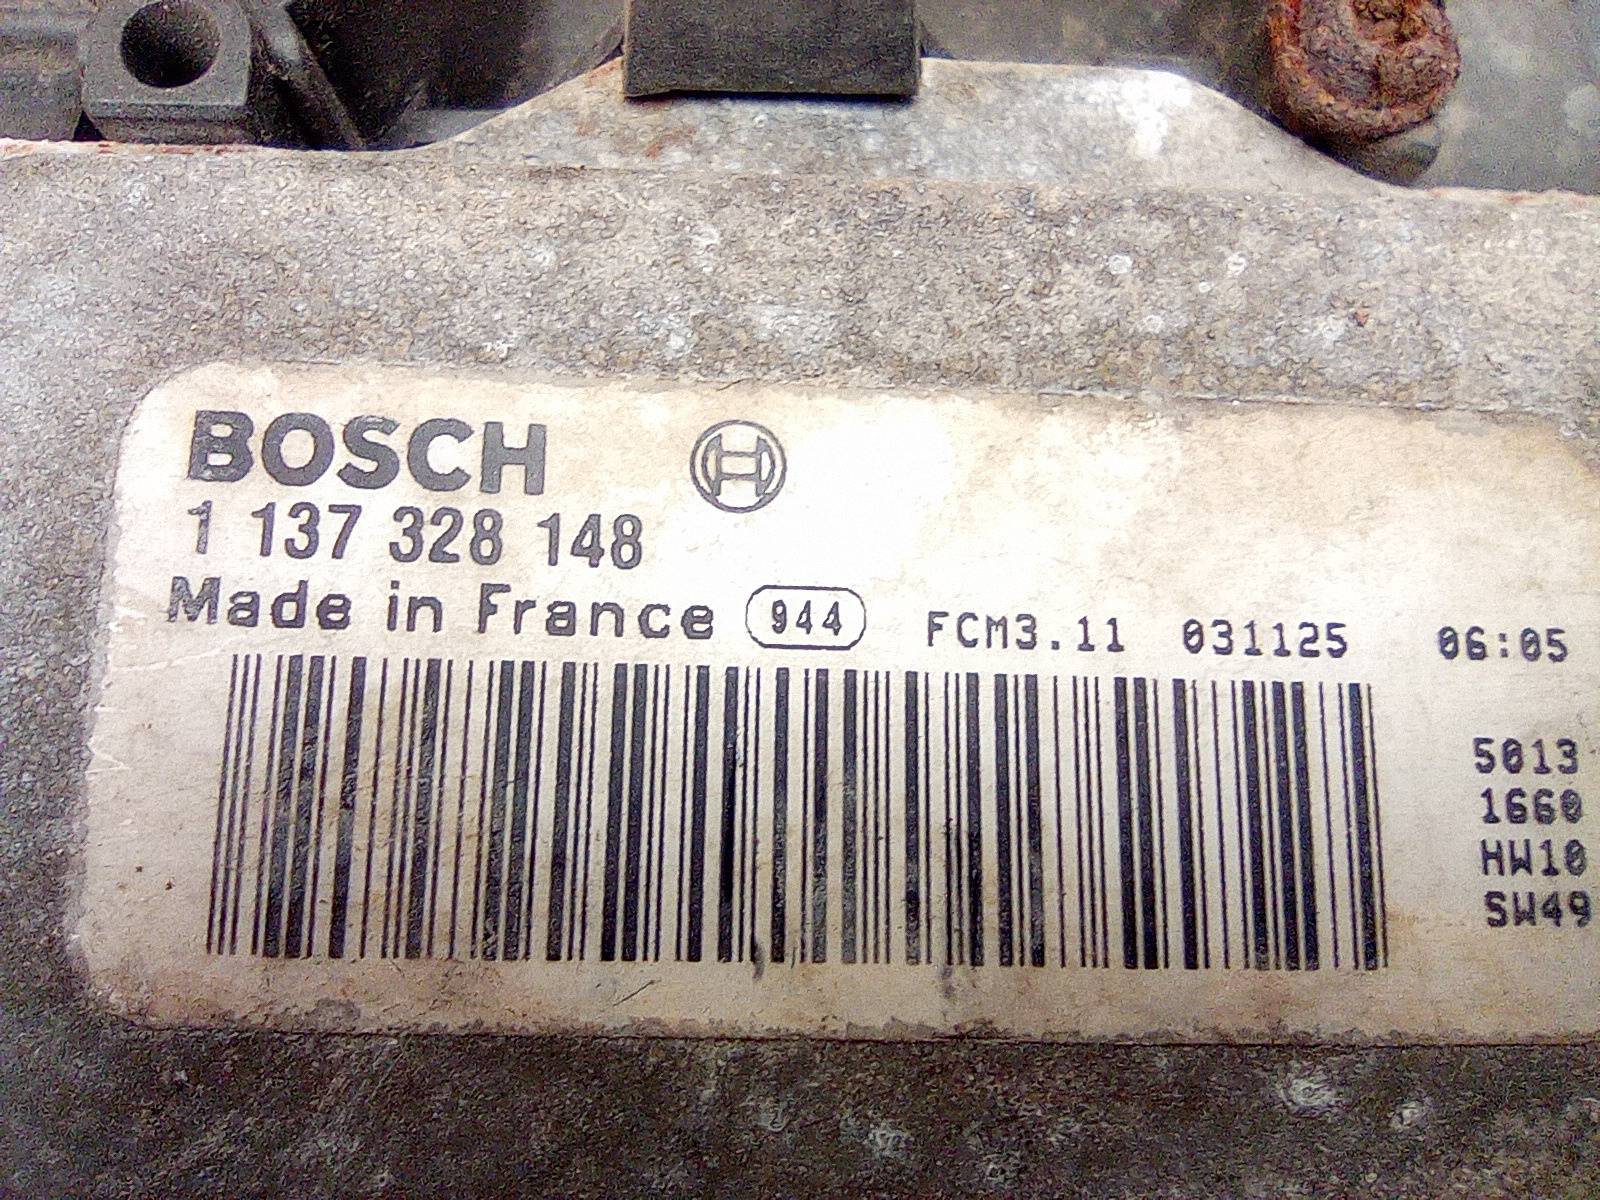 BOSCH
1 137 328 148
Made in France 944 FCM3.11 031125 06:05
5013
1660
HW10
SW49